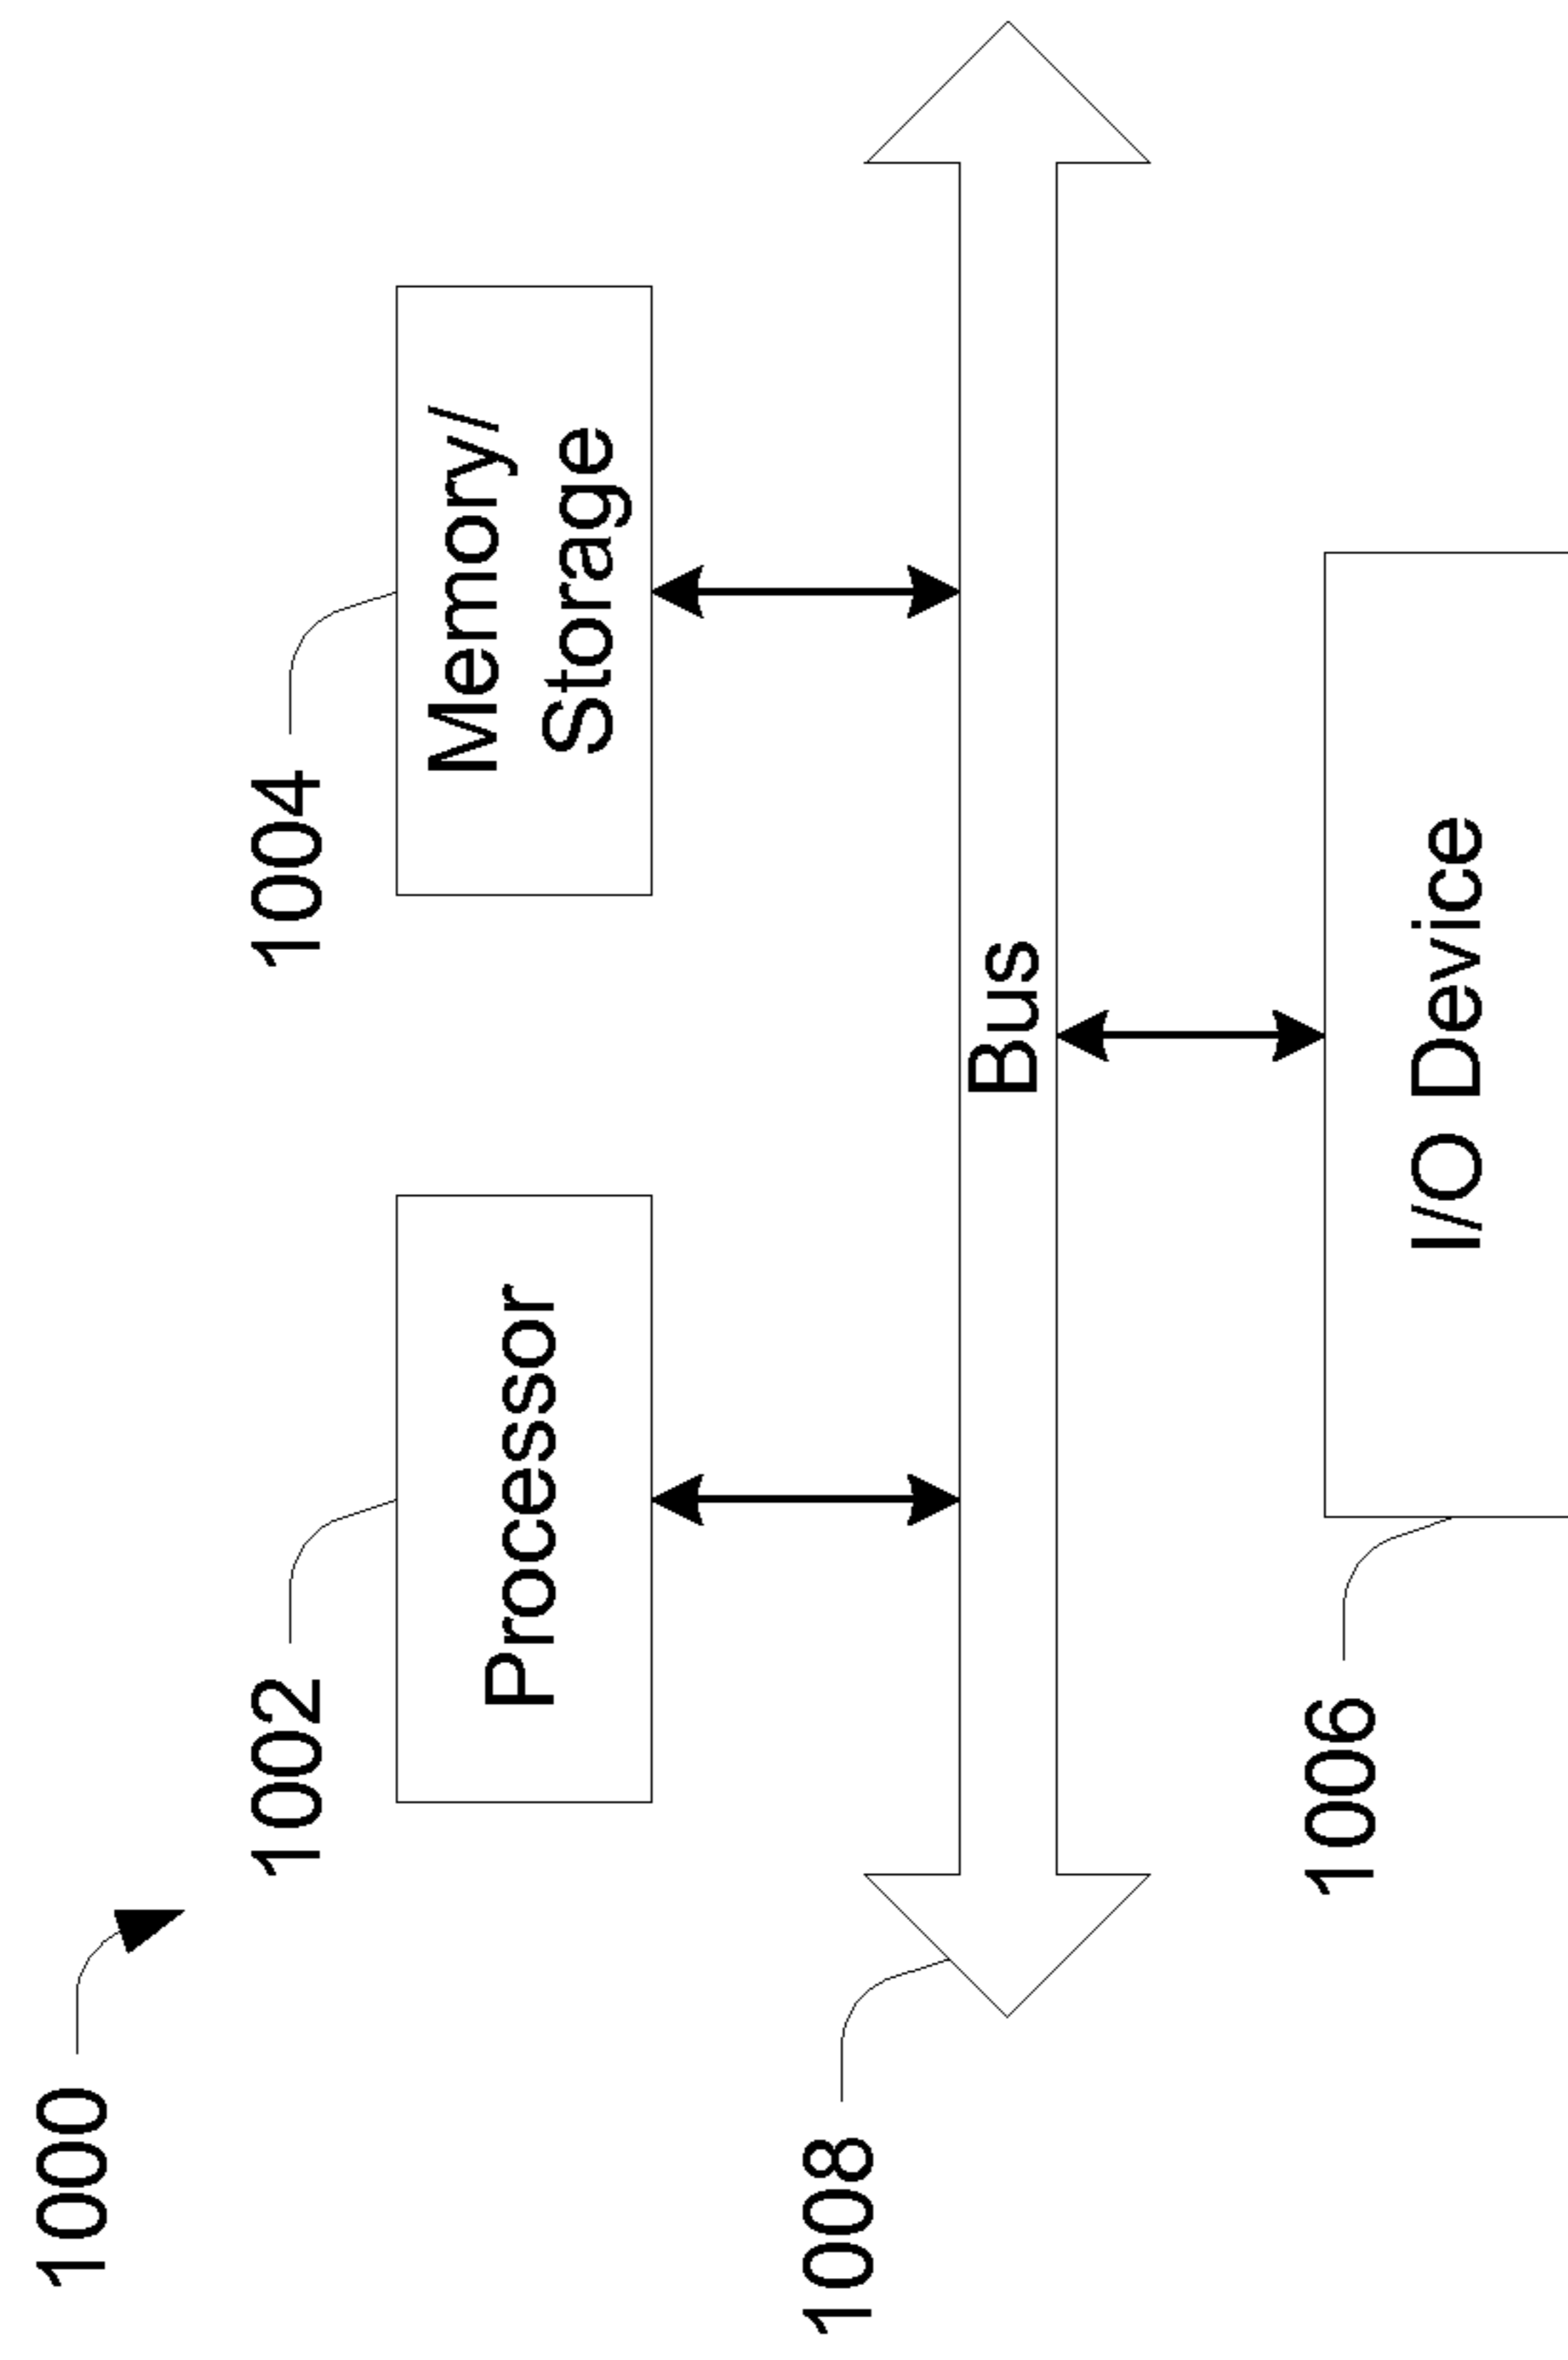 1000
1002
1004
Processor
Memory//
Storage
1008
Bus
1006
I/O Device